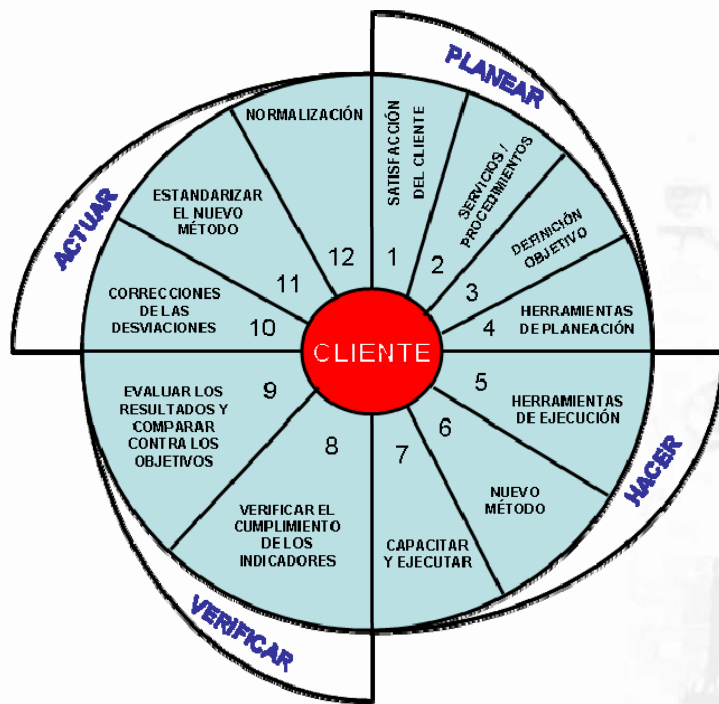 PLANEAR
SATISFACCIÓN
DEL CLIENTE
1
SERVICIOS /
PROCEDIMIENTOS
2
DEFINICIÓN
OBJETIVO
3
HERRAMIENTAS
DE PLANEACIÓN
4
HACER
5
HERRAMIENTAS
DE EJECUCIÓN
6
NUEVO
MÉTODO
7
CAPACITAR
Y EJECUTAR
VERIFICAR
8
VERIFICAR EL
CUMPLIMIENTO
DE LOS
INDICADORES
9
EVALUAR LOS
RESULTADOS Y
COMPARAR
CONTRA LOS
OBJETIVOS
ACTUAR
CORRECCIONES
DE LAS
DESVIACIONES
10
ESTANDARIZAR
EL NUEVO
MÉTODO
11
NORMALIZACIÓN
12
CLIENTE